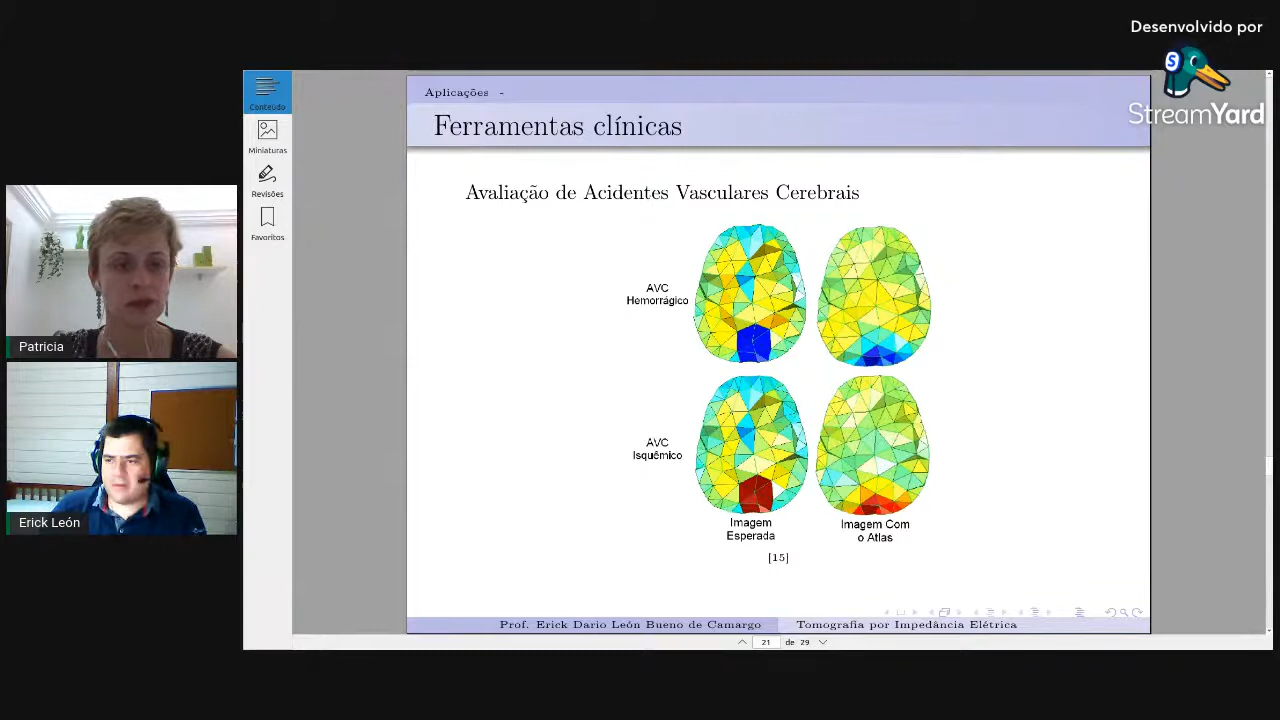 Desenvolvido por
S
StreamYard
Conteúdo
Miniaturas
Revisões
Favoritos
Patricia
Erick León
Aplicações -
Ferramentas clínicas
Avaliação de Acidentes Vasculares Cerebrais
AVC
Hemorrágico
AVC
Isquêmico
Imagem
Esperada
Imagem Com
o Atlas
[15]
Prof. Erick Dario León Bueno de Camargo
Tomografia por Impedância Elétrica
21 de 29